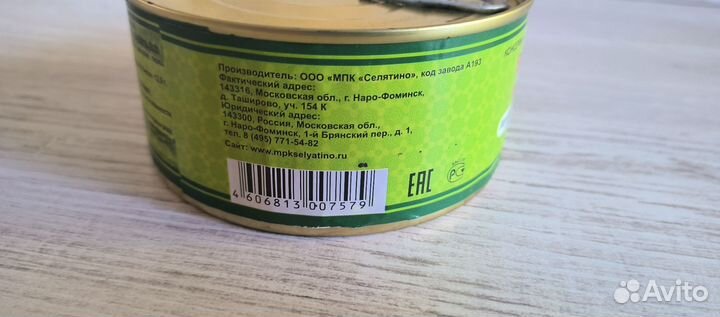 Производитель: ООО «МПК «Селятино», код завода А193
Фактический адрес:
143316, Московская обл., г. Наро-Фоминск,
д. Таширово, уч. 154 К
Юридический адрес:
143300, Россия, Московская обл.,
г. Наро-Фоминск, 1-й Брянский пер., д. 1,
тел. 8 (495) 771-54-82
Сайт: www.mpkselyatino.ru
4 606813 007579
EAC
РС
Avito